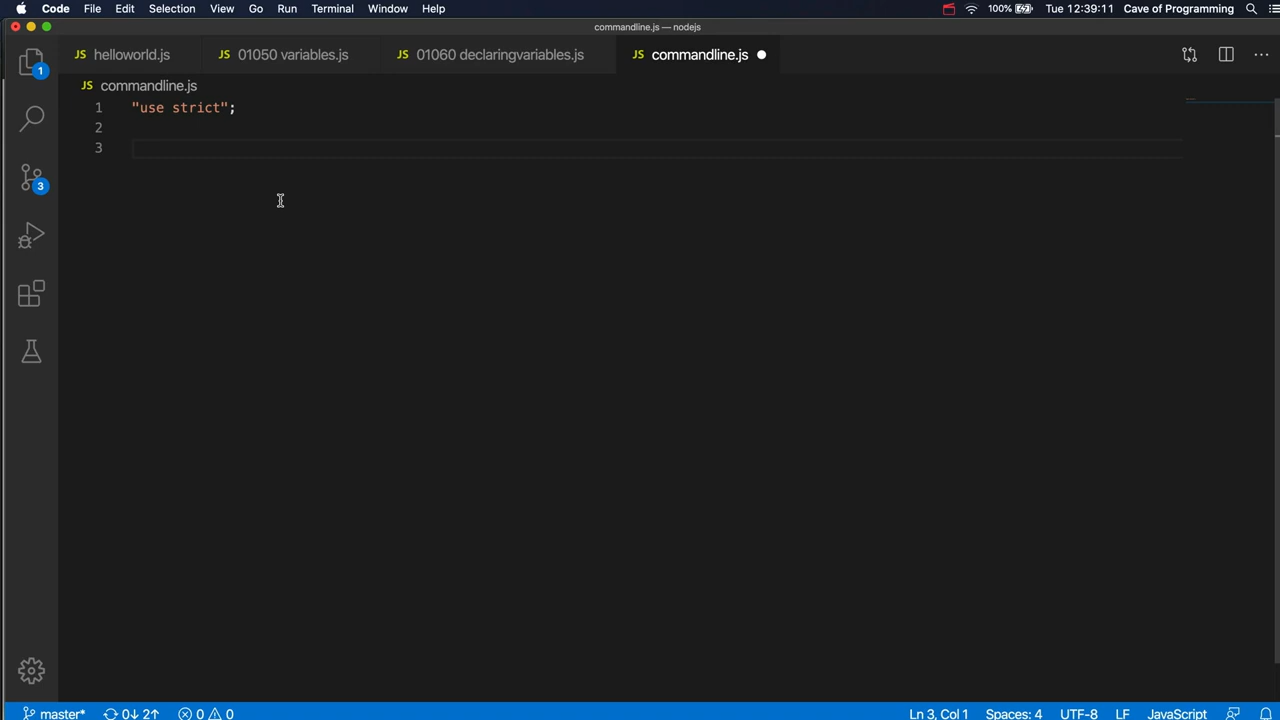 Code File Edit Selection View Go Run Terminal Window Help 100% Tue 12:39:11 Cave of Programming
commandline.js — nodejs
JS helloworld.js JS 01050 variables.js JS 01060 declaringvariables.js JS commandline.js
1
JS commandline.js
1 "use strict";
2
3
3
master* 0↓ 2↑ 0 0 Ln 3, Col 1 Spaces: 4 UTF-8 LF JavaScript